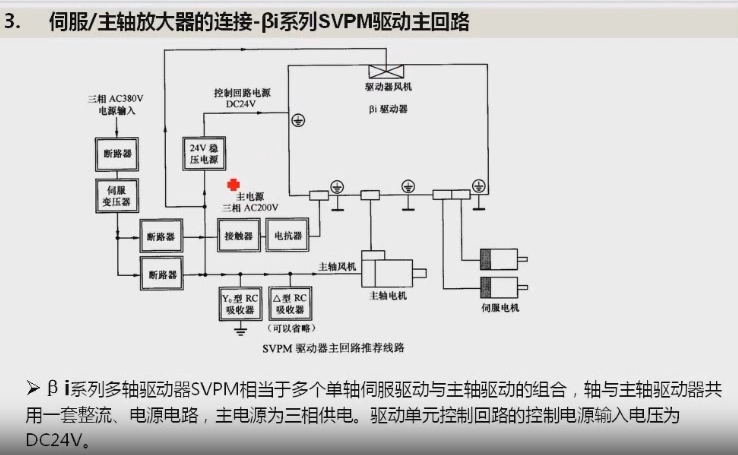 3. 伺服/主轴放大器的连接-βi系列SVPM驱动主回路
三相 AC380V
电源输入
断路器
伺服
变压器
断路器
断路器
控制回路电源
DC24V
24V 稳
压电源
主电源
三相 AC200V
接触器
电抗器
Y₀型 RC
吸收器
△型 RC
吸收器
(可以省略)
驱动器风机
βi 驱动器
主轴风机
主轴电机
伺服电机
SVPM 驱动器主回路推荐线路
➢ β i系列多轴驱动器SVPM相当于多个单轴伺服驱动与主轴驱动的组合，轴与主轴驱动器共
用一套整流、电源电路，主电源为三相供电。驱动单元控制回路的控制电源输入电压为
DC24V。